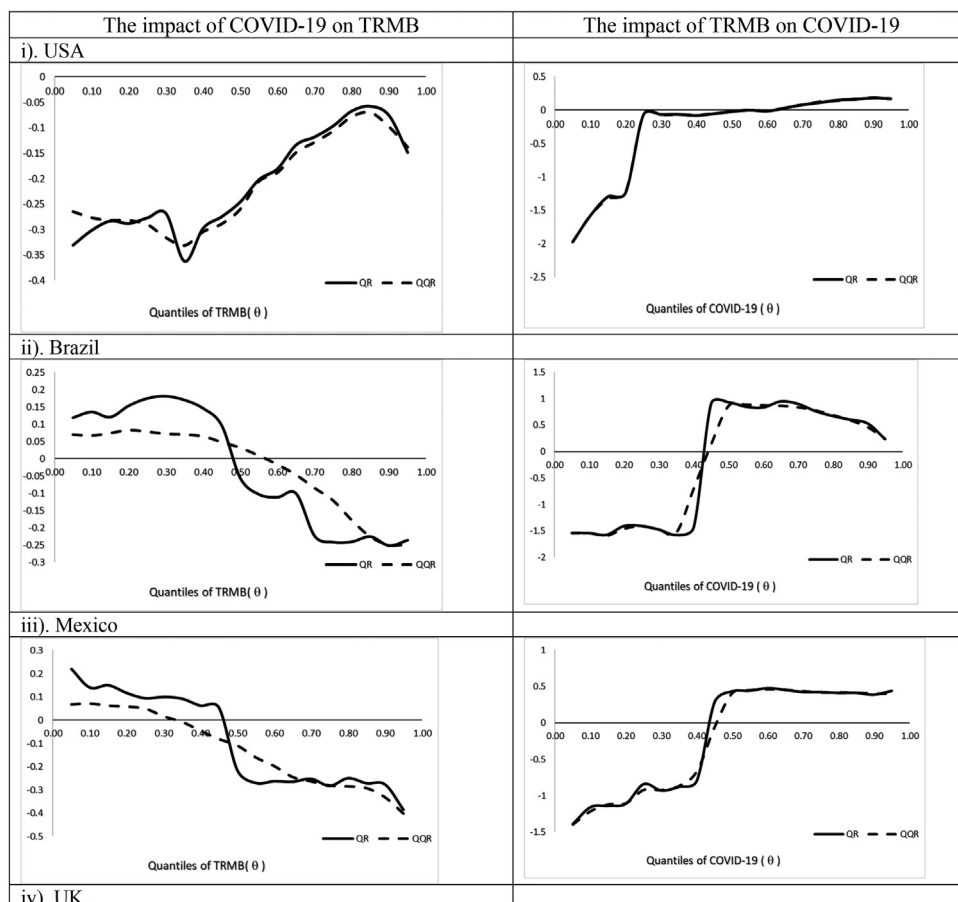 The impact of COVID-19 on TRMB
The impact of TRMB on COVID-19
i). USA
0
-0.05
-0.1
-0.15
-0.2
-0.25
-0.3
-0.35
-0.4
0.00 0.10 0.20 0.30 0.40 0.50 0.60 0.70 0.80 0.90 1.00
QR QQR
Quantiles of TRMB( θ )
0.5
0
-0.5
-1
-1.5
-2
-2.5
0.00 0.10 0.20 0.30 0.40 0.50 0.60 0.70 0.80 0.90 1.00
QR QQR
Quantiles of COVID-19 ( θ )
ii). Brazil
0.25
0.2
0.15
0.1
0.05
0
-0.05
-0.1
-0.15
-0.2
-0.25
-0.3
0.00 0.10 0.20 0.30 0.40 0.50 0.60 0.70 0.80 0.90 1.00
QR QQR
Quantiles of TRMB( θ )
1.5
1
0.5
0
-0.5
-1
-1.5
-2
0.00 0.10 0.20 0.30 0.40 0.50 0.60 0.70 0.80 0.90 1.00
QR QQR
Quantiles of COVID-19 ( θ )
iii). Mexico
0.3
0.2
0.1
0
-0.1
-0.2
-0.3
-0.4
-0.5
0.00 0.10 0.20 0.30 0.40 0.50 0.60 0.70 0.80 0.90 1.00
QR QQR
Quantiles of TRMB( θ )
1
0.5
0
-0.5
-1
-1.5
0.00 0.10 0.20 0.30 0.40 0.50 0.60 0.70 0.80 0.90 1.00
QR QQR
Quantiles of COVID-19 ( θ )
iv). UK